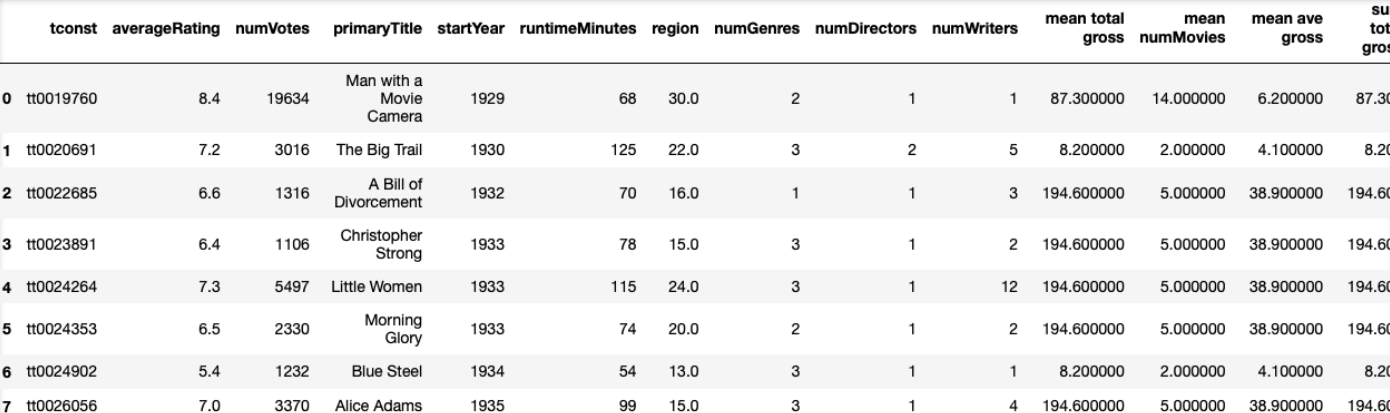 tconst averageRating numVotes primaryTitle startYear runtimeMinutes region numGenres numDirectors numWriters mean total gross mean numMovies mean ave gross
0 tt0019760 8.4 19634 Man with a Movie Camera 1929 68 30.0 2 1 1 87.300000 14.000000 6.200000 87.30
1 tt0020691 7.2 3016 The Big Trail 1930 125 22.0 3 2 5 8.200000 2.000000 4.100000 8.20
2 tt0022685 6.6 1316 A Bill of Divorcement 1932 70 16.0 1 1 3 194.600000 5.000000 38.900000 194.60
3 tt0023891 6.4 1106 Christopher Strong 1933 78 15.0 3 1 2 194.600000 5.000000 38.900000 194.60
4 tt0024264 7.3 5497 Little Women 1933 115 24.0 3 1 12 194.600000 5.000000 38.900000 194.60
5 tt0024353 6.5 2330 Morning Glory 1933 74 20.0 2 1 2 194.600000 5.000000 38.900000 194.60
6 tt0024902 5.4 1232 Blue Steel 1934 54 13.0 3 1 1 8.200000 2.000000 4.100000 8.20
7 tt0026056 7.0 3370 Alice Adams 1935 99 15.0 3 1 4 194.600000 5.000000 38.900000 194.60